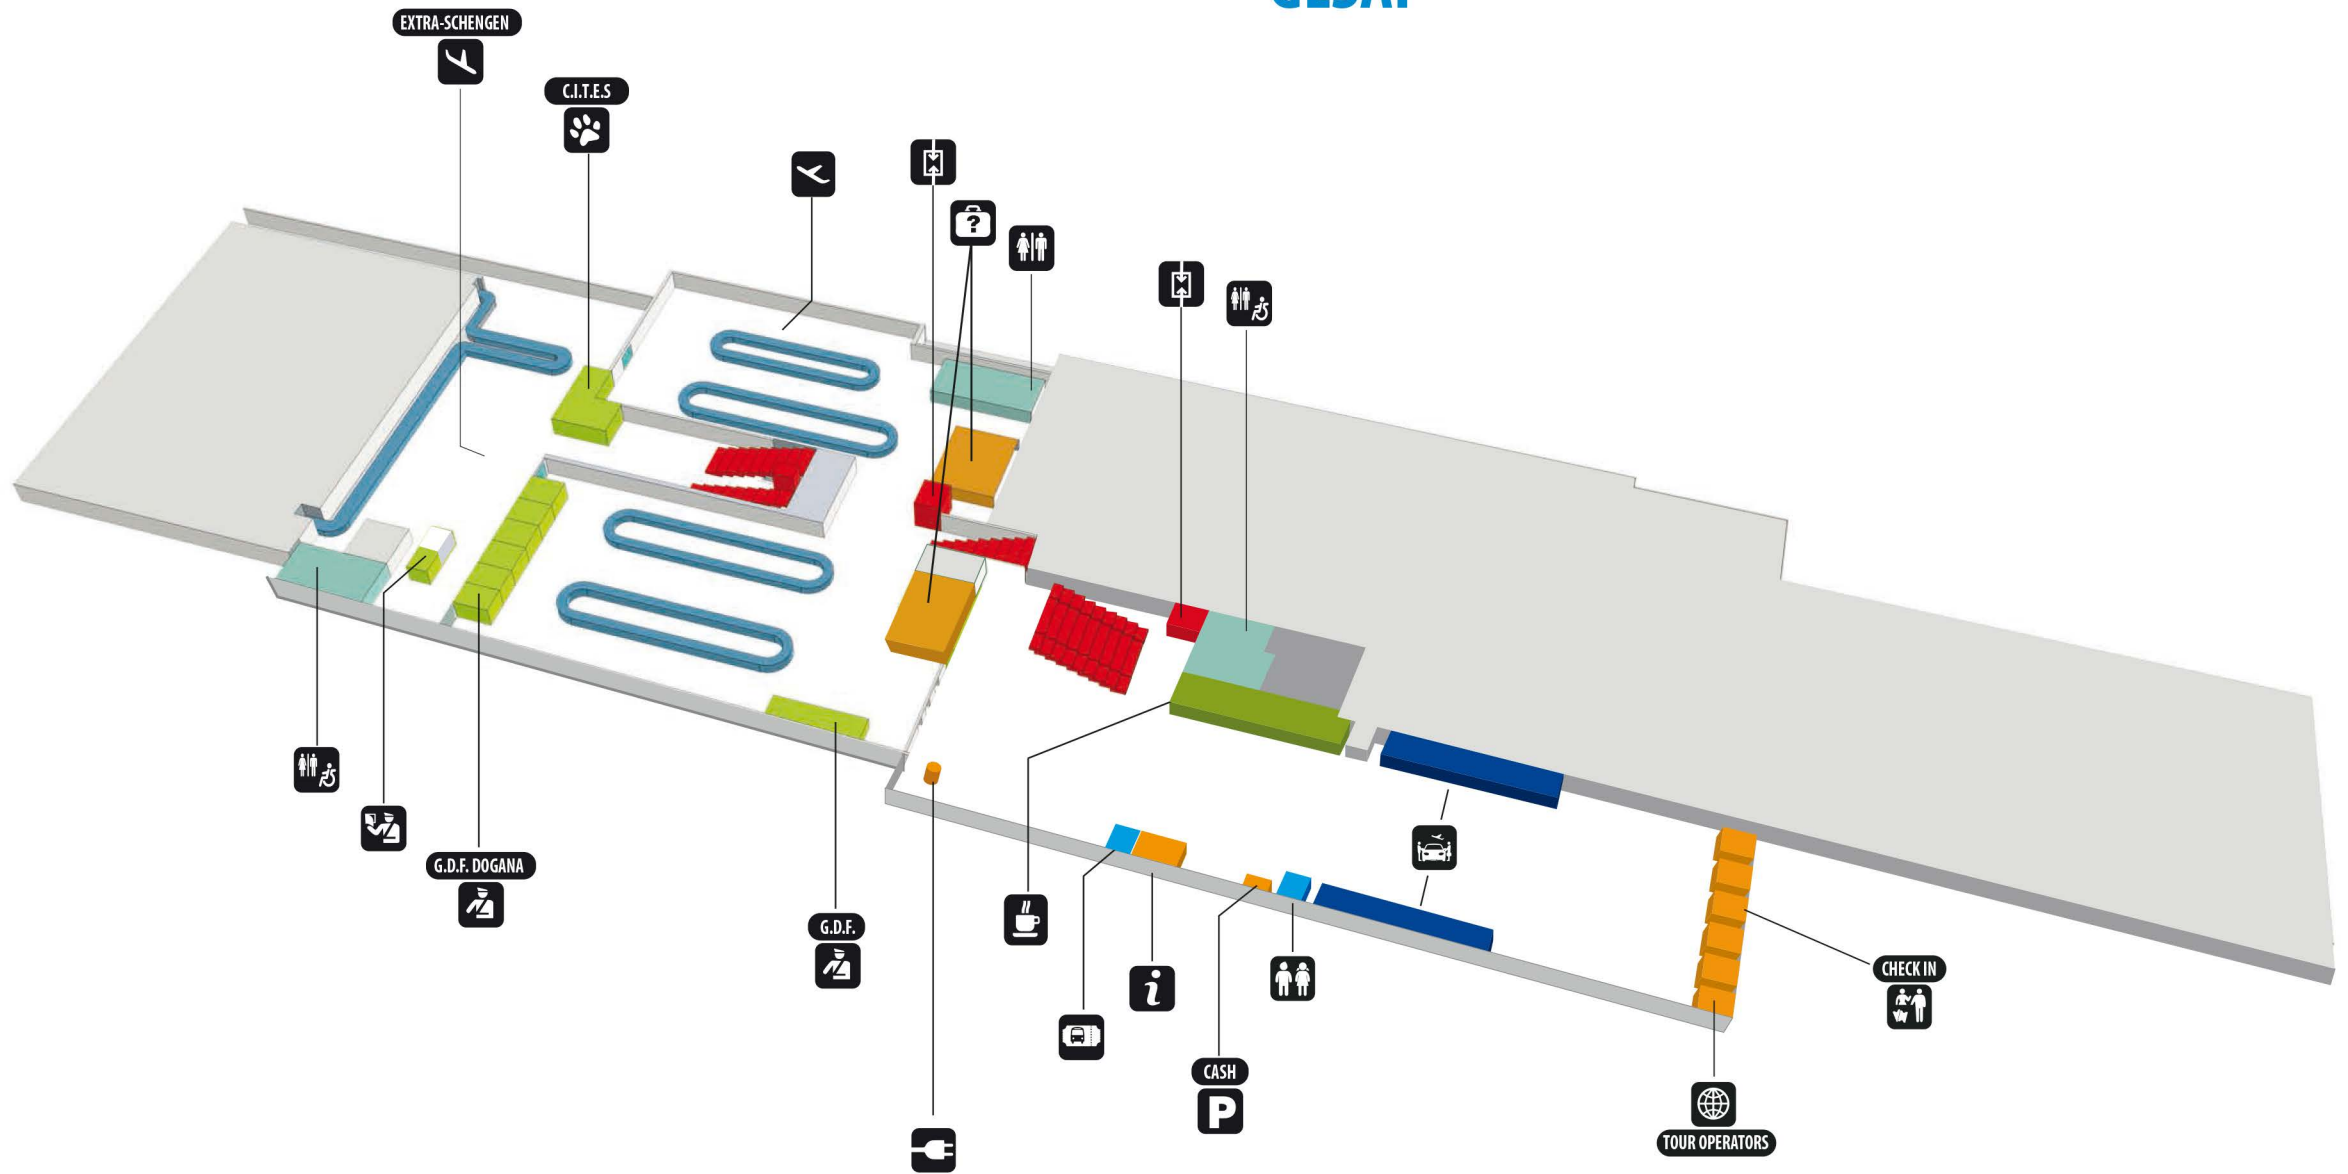 EXTRA-SCHENGEN
C.I.T.E.S
?
G.D.F. DOGANA
G.D.F.
i
CASH
P
CHECK IN
TOUR OPERATORS